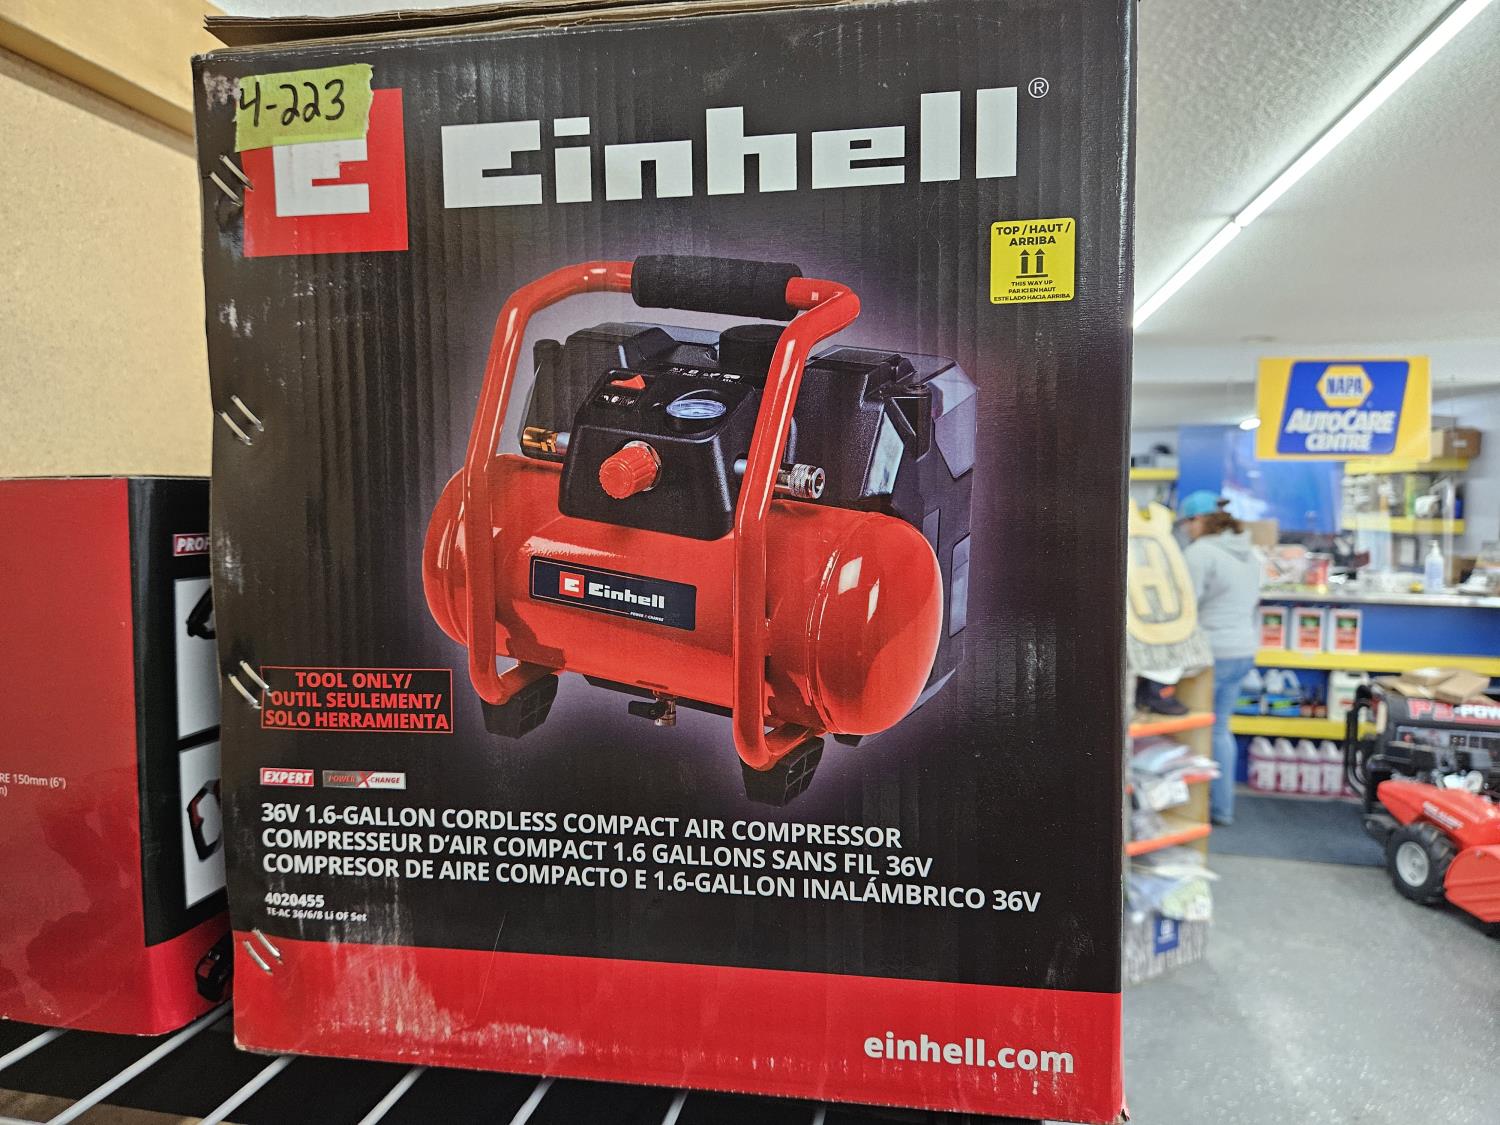 4-223
E Einhell®
TOP / HAUT /
ARRIBA
THIS WAY UP
PAR ICI EN HAUT
ESTE LADO HACIA ARRIBA
E Einhell
POWER X-CHANGE
TOOL ONLY/
OUTIL SEULEMENT/
SOLO HERRAMIENTA
EXPERT POWER X-CHANGE
36V 1.6-GALLON CORDLESS COMPACT AIR COMPRESSOR
COMPRESSEUR D'AIR COMPACT 1.6 GALLONS SANS FIL 36V
COMPRESOR DE AIRE COMPACTO E 1.6-GALLON INALÁMBRICO 36V
4020455
TE-AC 36/6/8 Li OF Set
einhell.com
PROF
RE 150mm (6")
NAPA
AUTOCARE
CENTRE